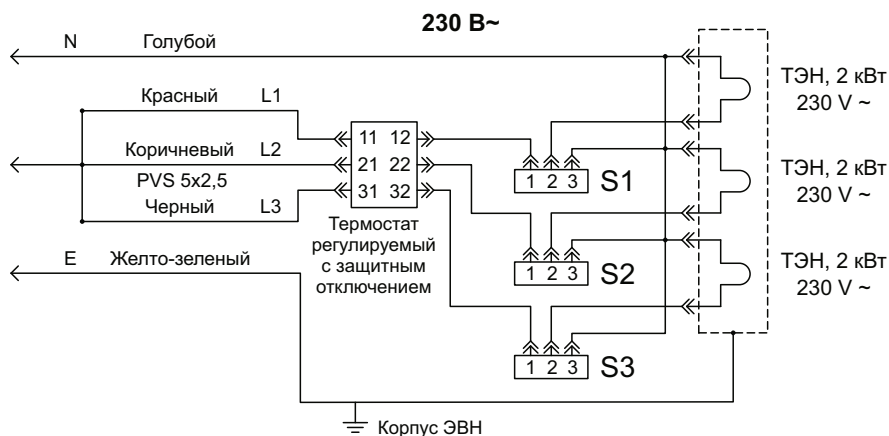 230 В~
N Голубой
Красный L1
Коричневый L2
PVS 5x2,5
Черный L3
E Желто-зеленый
11 12
21 22
31 32
Термостат
регулируемый
с защитным
отключением
1 2 3 S1
1 2 3 S2
1 2 3 S3
ТЭН, 2 кВт
230 V ~
ТЭН, 2 кВт
230 V ~
ТЭН, 2 кВт
230 V ~
Корпус ЭВН